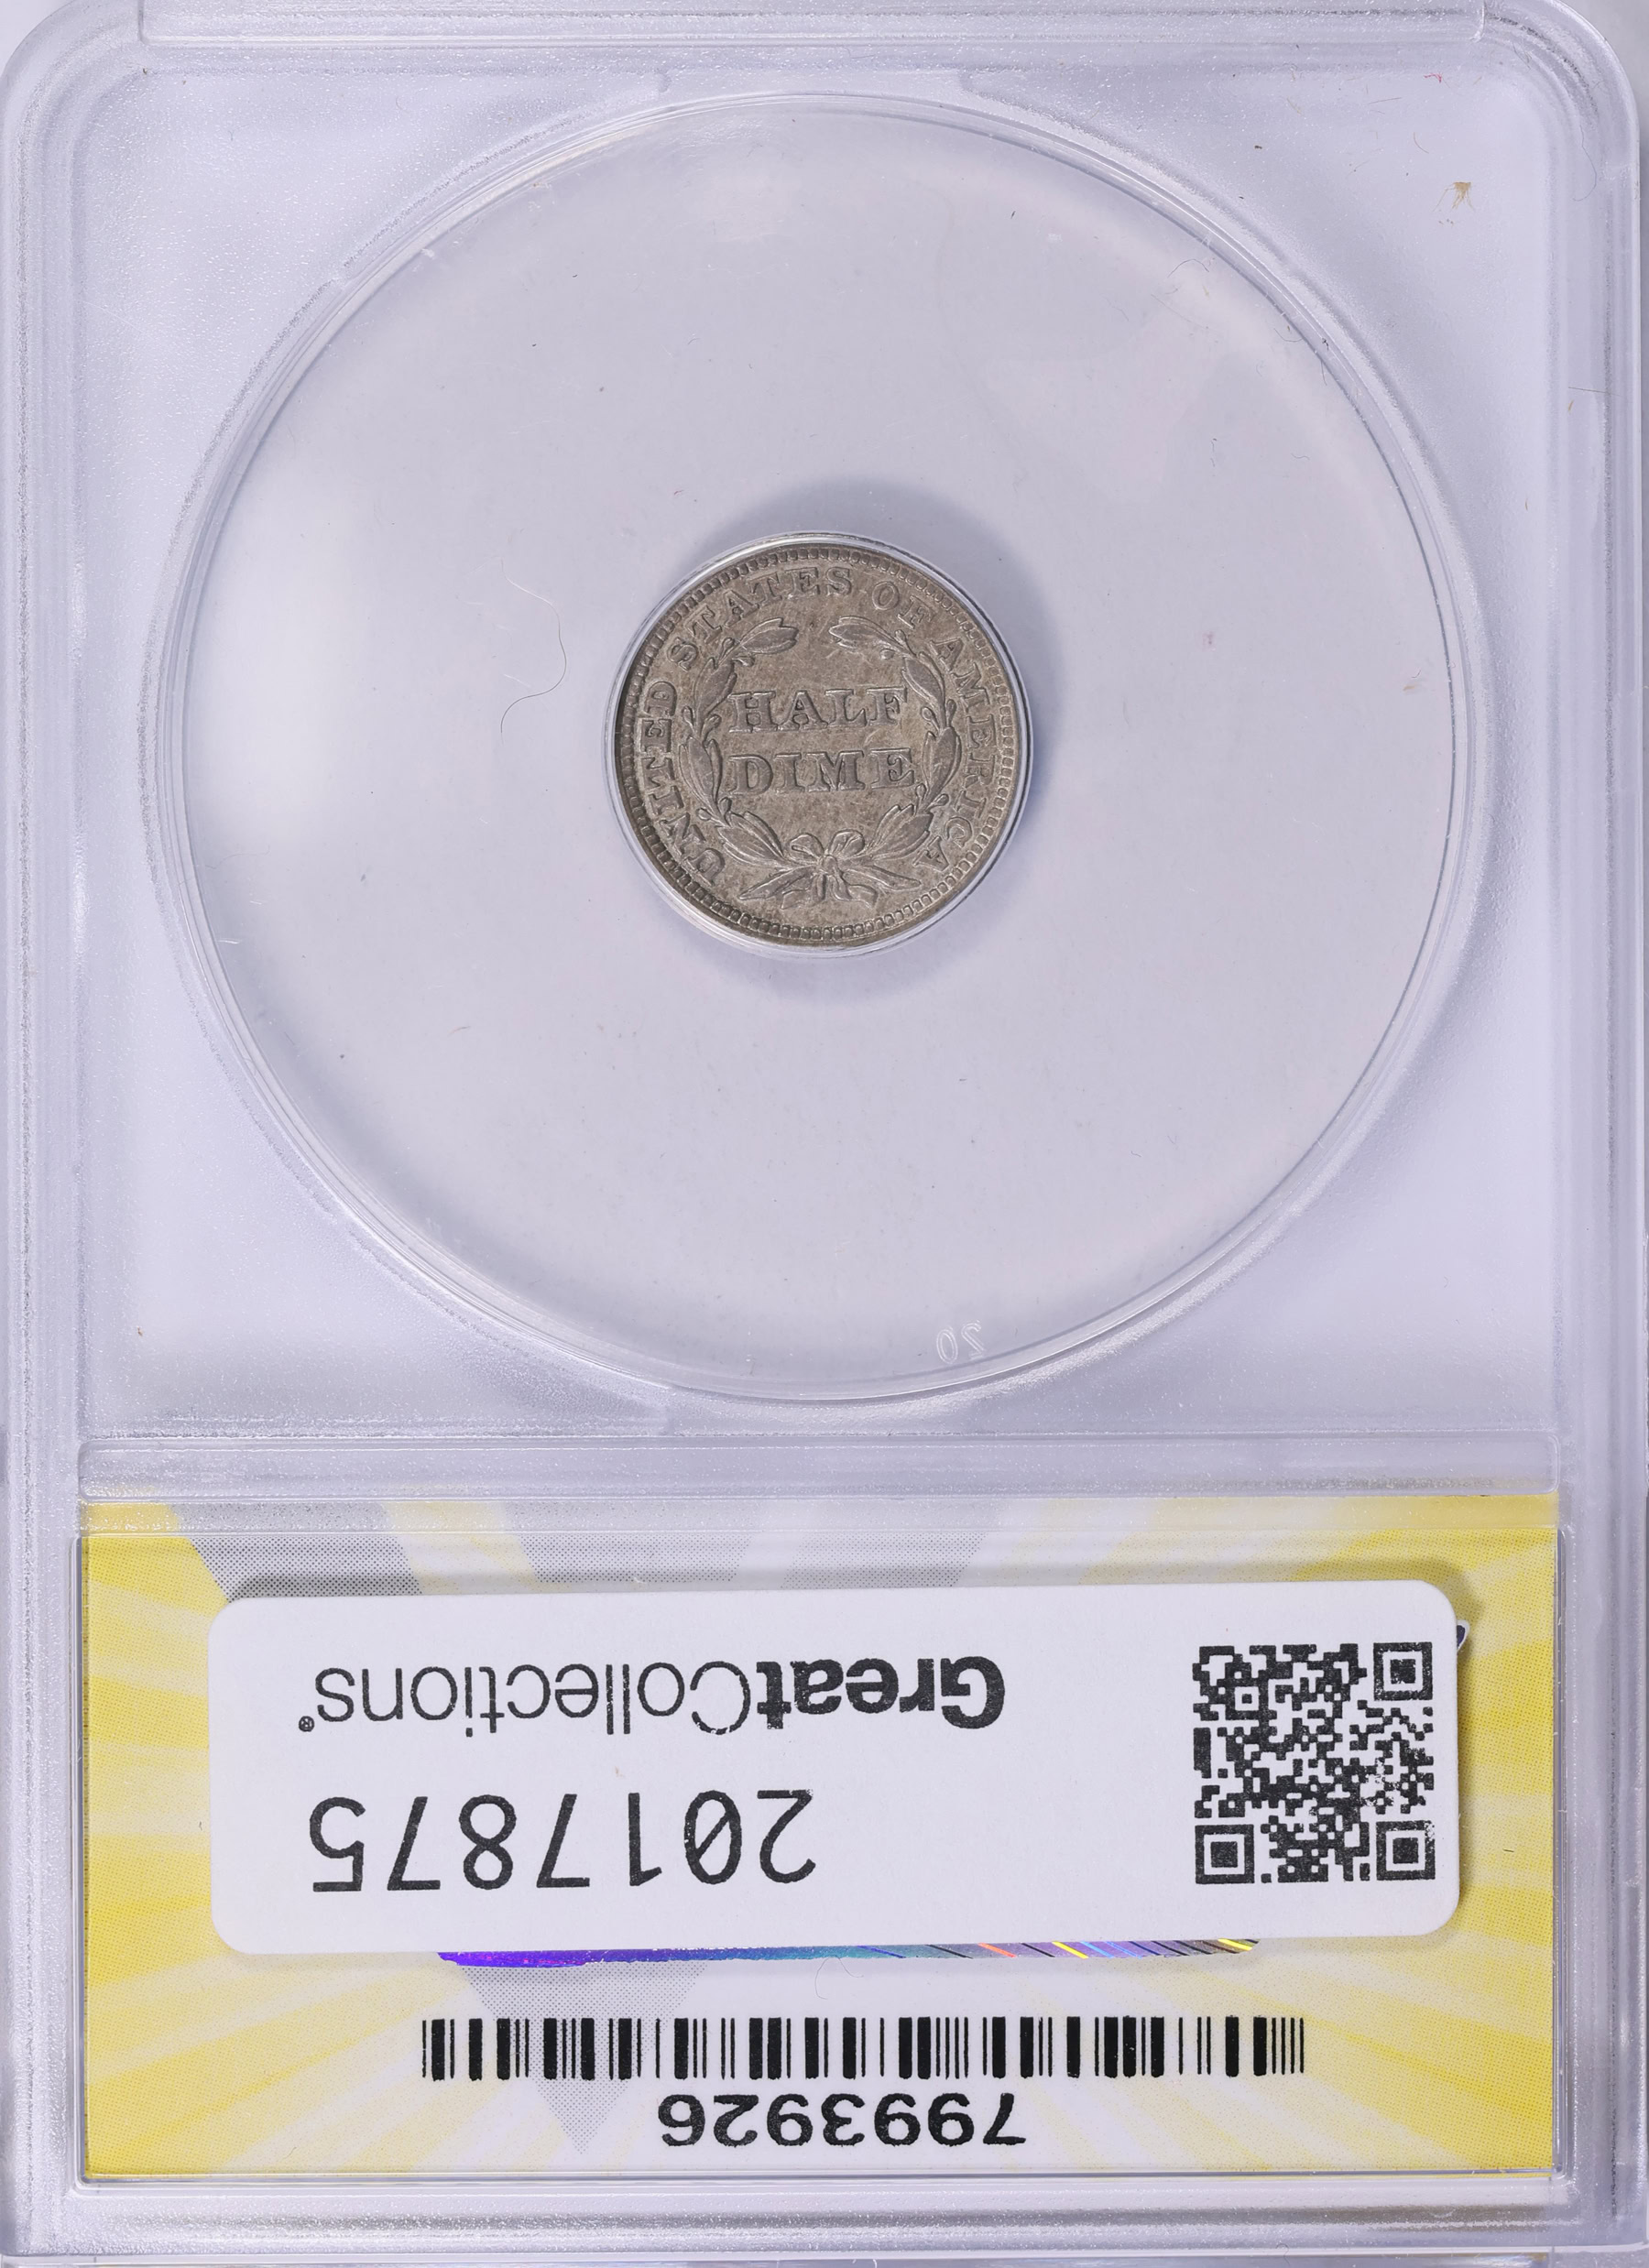 UNITED STATES OF AMERICA
HALF
DIME
20
GreatCollections®
2017875
7993926